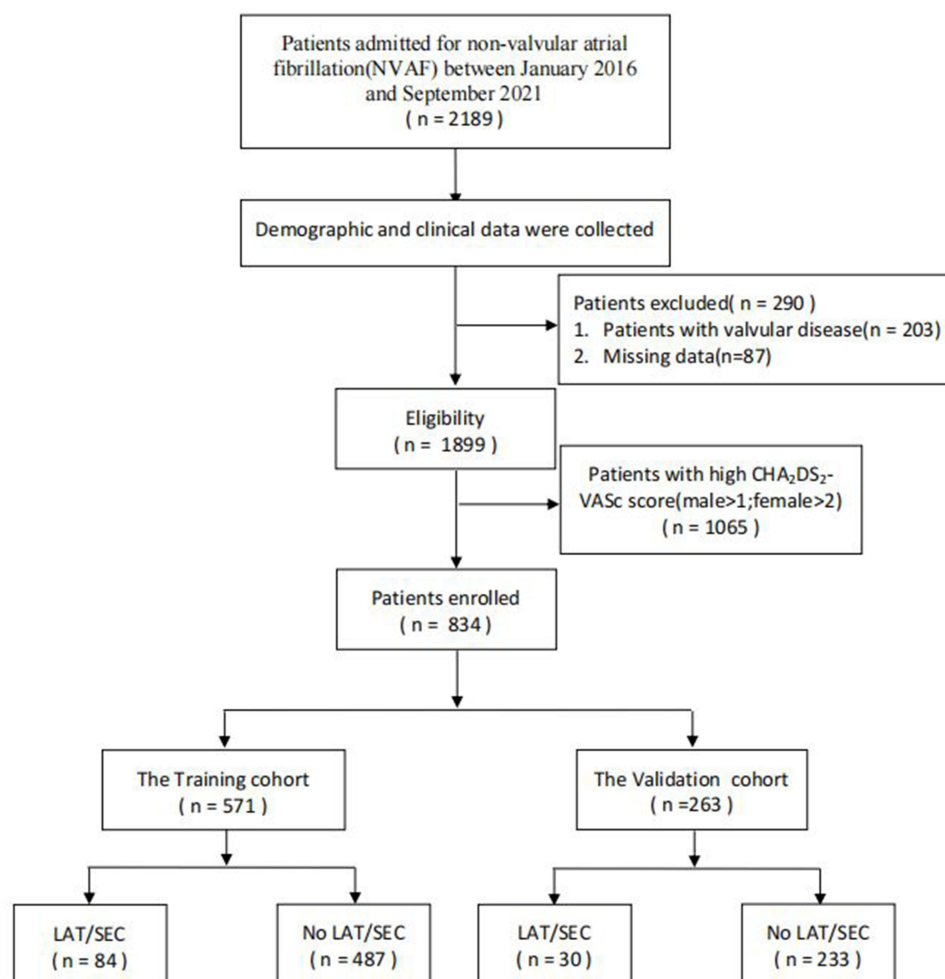 Patients admitted for non-valvular atrial
fibrillation(NVAF) between January 2016
and September 2021
( n = 2189 )
Demographic and clinical data were collected
Patients excluded( n = 290 )
1. Patients with valvular disease(n = 203)
2. Missing data(n=87)
Eligibility
( n = 1899 )
Patients with high CHA₂DS₂-
VASc score(male>1;female>2)
( n = 1065 )
Patients enrolled
( n = 834 )
The Training cohort
( n = 571 )
The Validation cohort
( n =263 )
LAT/SEC
( n = 84 )
No LAT/SEC
( n = 487 )
LAT/SEC
( n = 30 )
No LAT/SEC
( n = 233 )